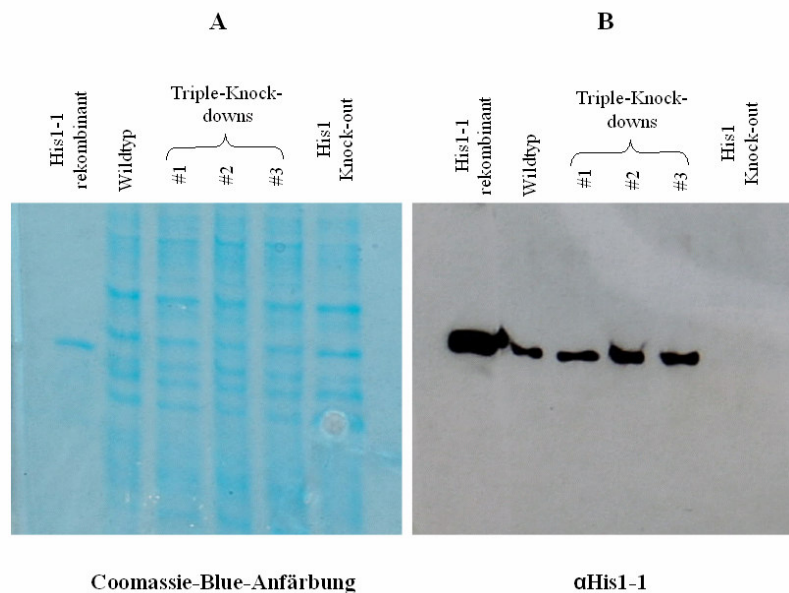 A
His1-1
rekombinant
Wildtyp
Triple-Knock-
downs
#1
#2
#3
His1
Knock-out
Coomassie-Blue-Anfärbung
B
His1-1
rekombinant
Wildtyp
Triple-Knock-
downs
#1
#2
#3
His1
Knock-out
αHis1-1